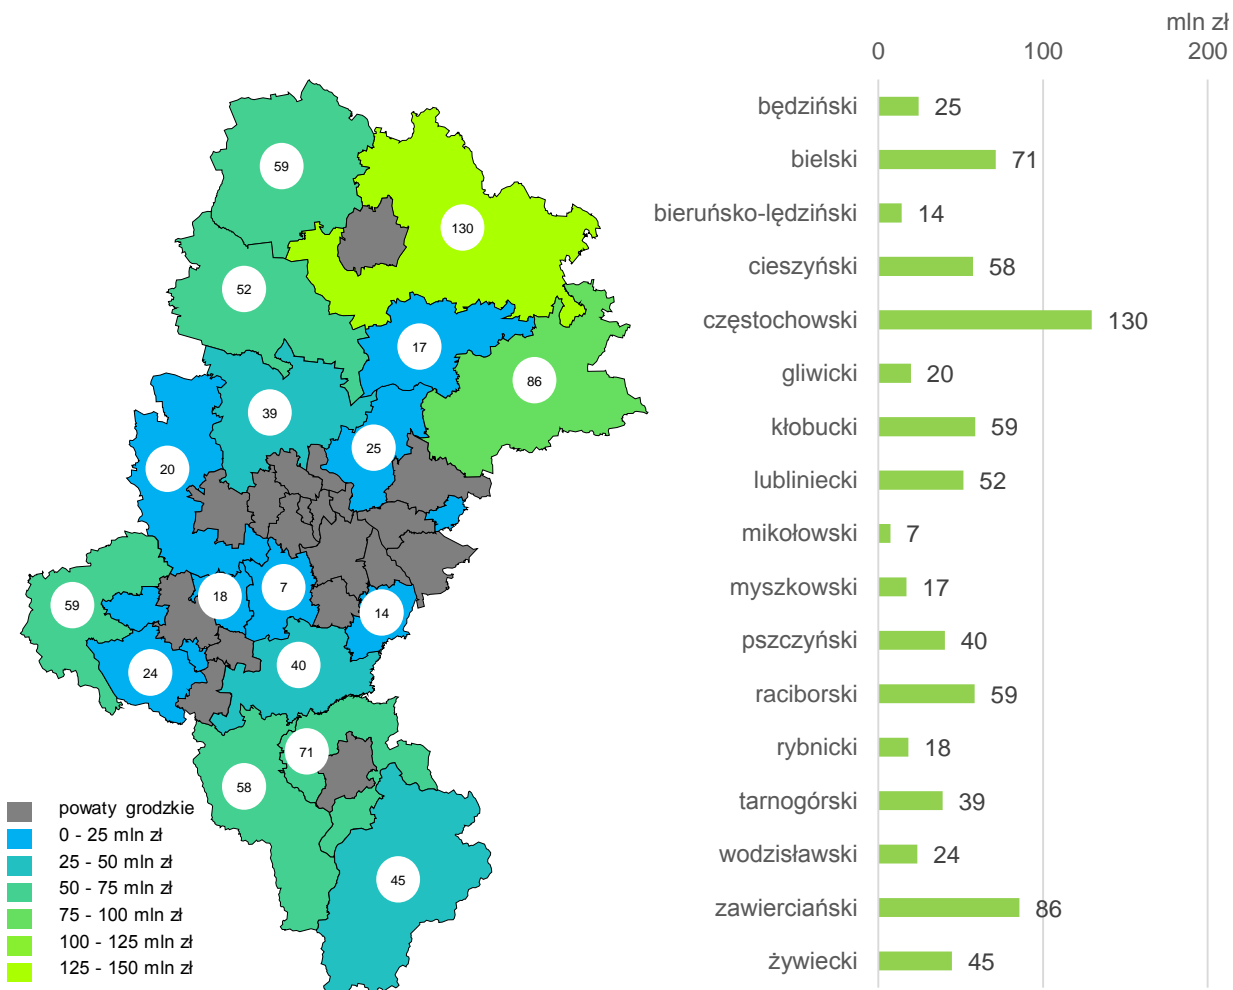 59
130
52
17
86
39
25
20
18
7
59
14
24
40
71
58
45
powaty grodzkie
0 - 25 mln zł
25 - 50 mln zł
50 - 75 mln zł
75 - 100 mln zł
100 - 125 mln zł
125 - 150 mln zł
mln zł
0 100 200
będziński 25
bielski 71
bieruńsko-lędziński 14
cieszyński 58
częstochowski 130
gliwicki 20
kłobucki 59
lubliniecki 52
mikołowski 7
myszkowski 17
pszczyński 40
raciborski 59
rybnicki 18
tarnogórski 39
wodzisławski 24
zawierciański 86
żywiecki 45